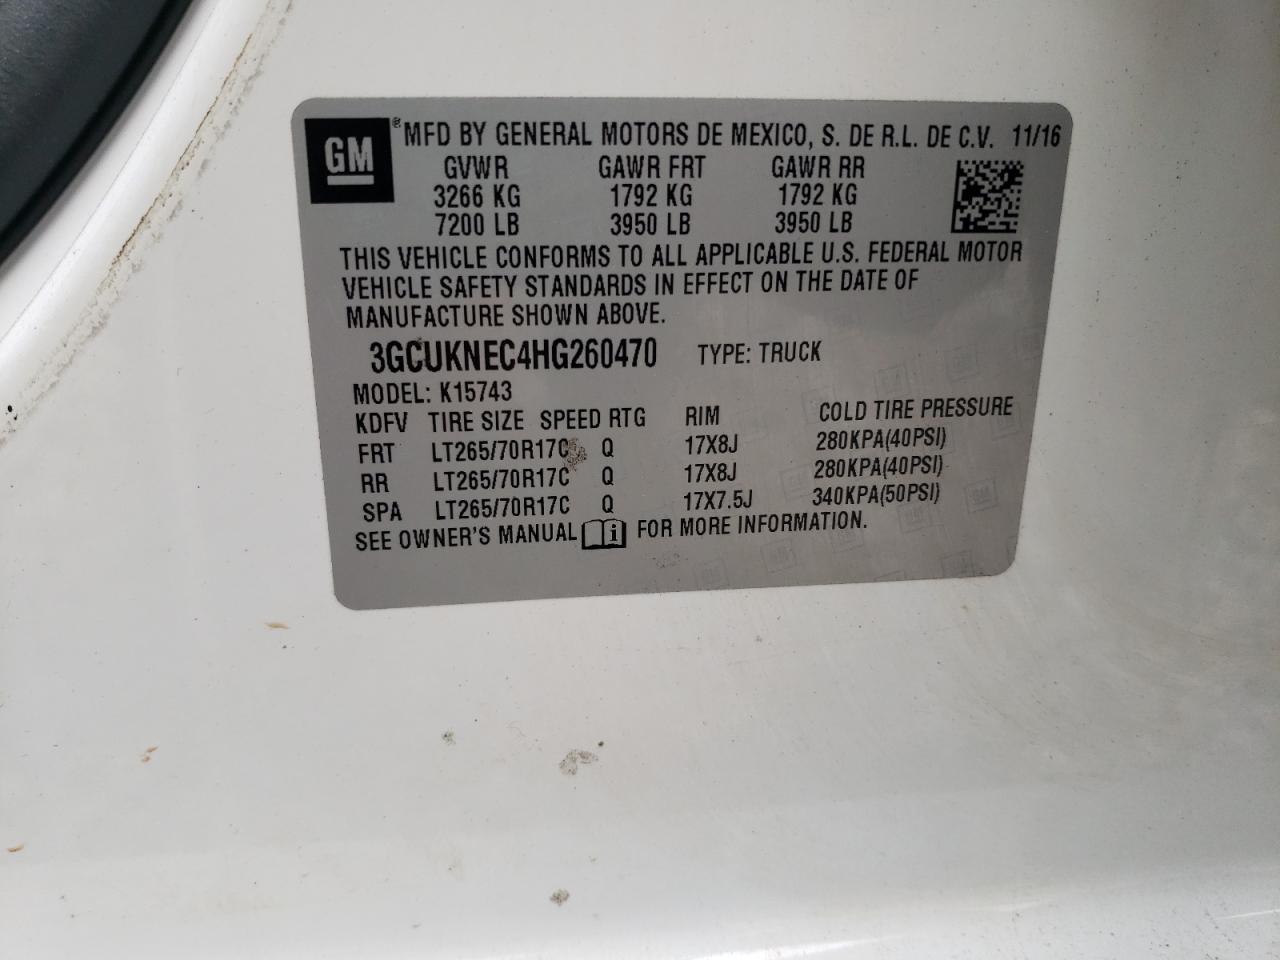 GM® MFD BY GENERAL MOTORS DE MEXICO, S. DE R.L. DE C.V. 11/16
GVWR GAWR FRT GAWR RR
3266 KG 1792 KG 1792 KG
7200 LB 3950 LB 3950 LB
THIS VEHICLE CONFORMS TO ALL APPLICABLE U.S. FEDERAL MOTOR
VEHICLE SAFETY STANDARDS IN EFFECT ON THE DATE OF
MANUFACTURE SHOWN ABOVE.
3GCUKNEC4HG260470 TYPE: TRUCK
MODEL: K15743
KDFV TIRE SIZE SPEED RTG RIM COLD TIRE PRESSURE
FRT LT265/70R17C Q 17X8J 280KPA(40PSI)
RR LT265/70R17C Q 17X8J 280KPA(40PSI)
SPA LT265/70R17C Q 17X7.5J 340KPA(50PSI)
SEE OWNER'S MANUAL i FOR MORE INFORMATION.